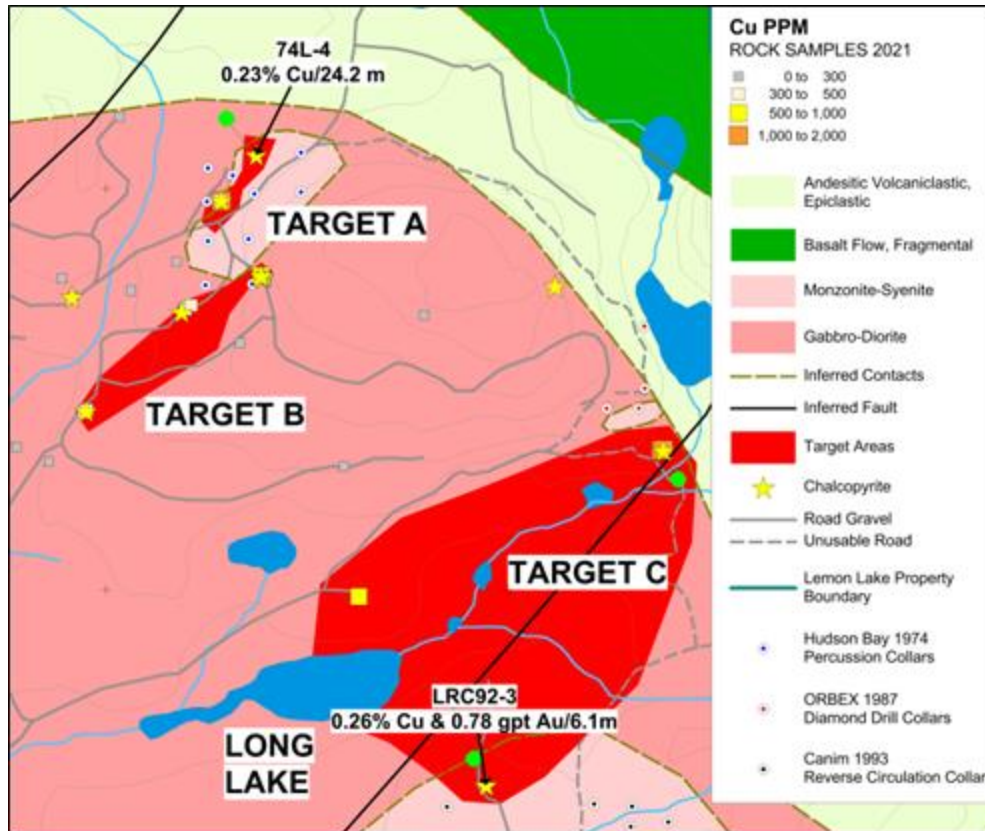 74L-4
0.23% Cu/24.2 m
TARGET A
TARGET B
TARGET C
LRC92-3
0.26% Cu & 0.78 gpt Au/6.1m
LONG
LAKE
Cu PPM
ROCK SAMPLES 2021
0 to 300
300 to 500
500 to 1,000
1,000 to 2,000
Andesitic Volcaniclastic,
Epiclastic
Basalt Flow, Fragmental
Monzonite-Syenite
Gabbro-Diorite
Inferred Contacts
Inferred Fault
Target Areas
Chalcopyrite
Road Gravel
Unusable Road
Lemon Lake Property
Boundary
Hudson Bay 1974
Percussion Collars
ORBEX 1987
Diamond Drill Collars
Canim 1993
Reverse Circulation Collar